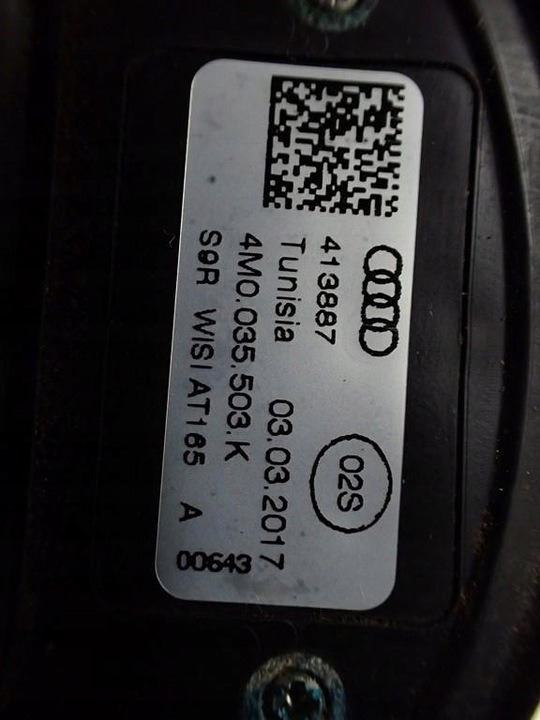 413887
02S
Tunisia 03.03.2017
4M0.035.503.K
S9R WISI AT165 A 00643